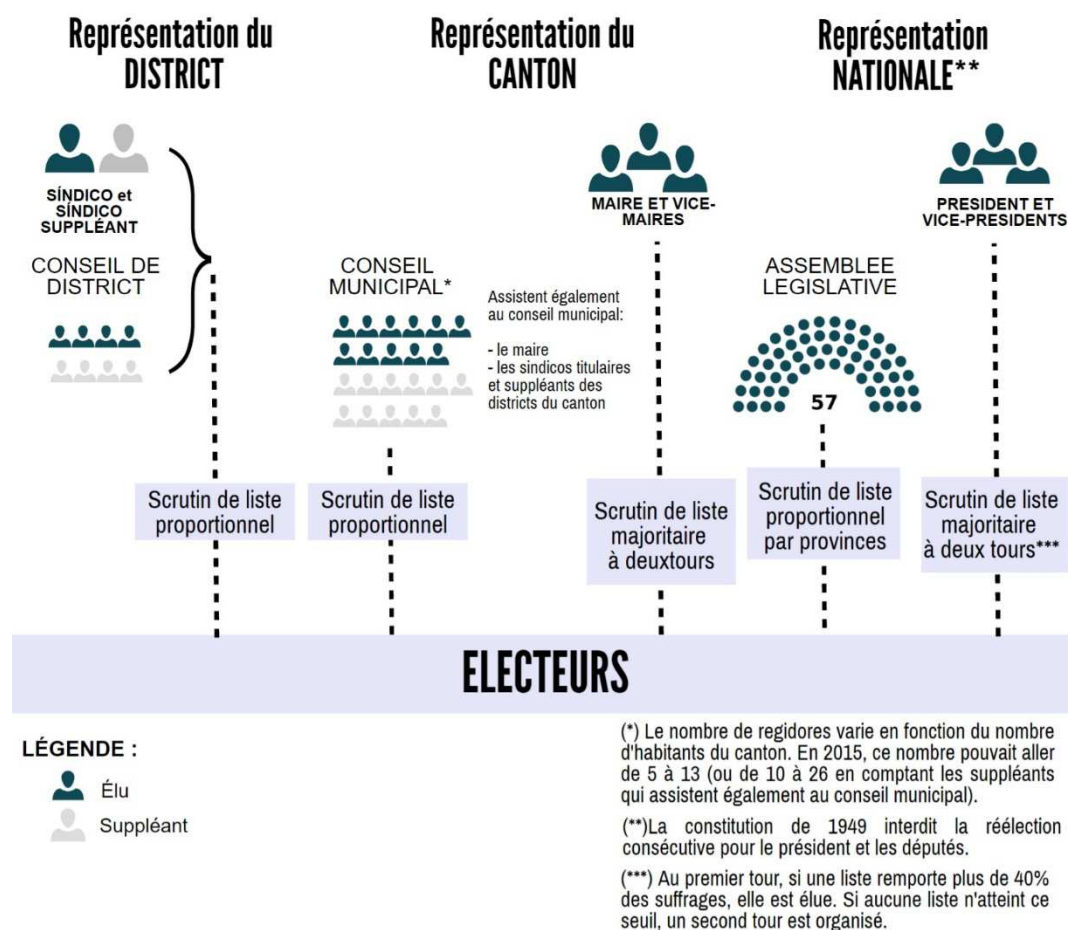 Représentation du
DISTRICT
Représentation du
CANTON
Représentation
NATIONALE**
SÍNDICO et
SÍNDICO
SUPPLÉANT
CONSEIL DE
DISTRICT
CONSEIL
MUNICIPAL*
Assistent également
au conseil municipal:
- le maire
- les sindicos titulaires
et suppléants des
districts du canton
MAIRE ET VICE-
MAIRES
ASSEMBLEE
LEGISLATIVE
57
PRESIDENT ET
VICE-PRESIDENTS
Scrutin de liste
proportionnel
Scrutin de liste
proportionnel
Scrutin de liste
majoritaire
à deuxtours
Scrutin de liste
proportionnel
par provinces
Scrutin de liste
majoritaire
à deux tours***
ELECTEURS
LÉGENDE :
Élu
Suppléant
(*) Le nombre de regidores varie en fonction du nombre
d'habitants du canton. En 2015, ce nombre pouvait aller
de 5 à 13 (ou de 10 à 26 en comptant les suppléants
qui assistent également au conseil municipal).
(**)La constitution de 1949 interdit la réélection
consécutive pour le président et les députés.
(***) Au premier tour, si une liste remporte plus de 40%
des suffrages, elle est élue. Si aucune liste n'atteint ce
seuil, un second tour est organisé.